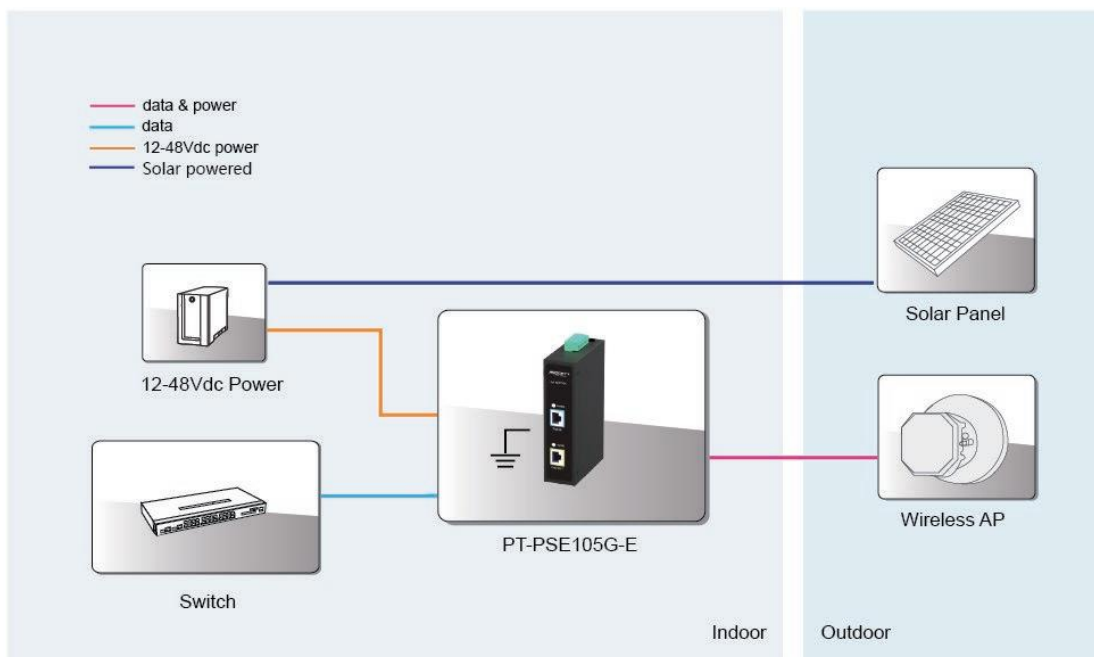 data & power
data
12-48Vdc power
Solar powered
Solar Panel
12-48Vdc Power
PT-PSE105G-E
Wireless AP
Switch
Indoor
Outdoor